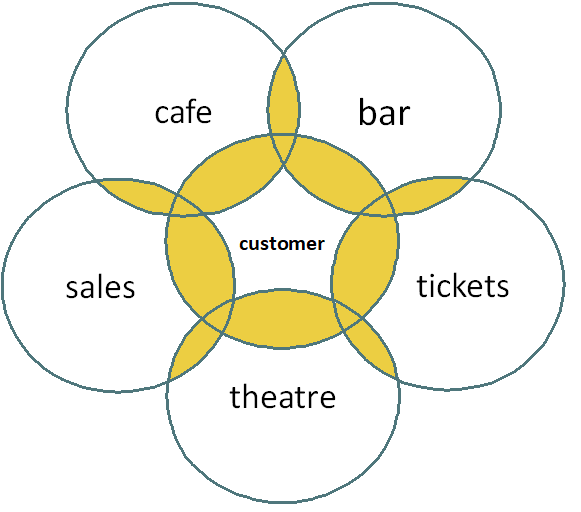 cafe
bar
customer
sales
tickets
theatre